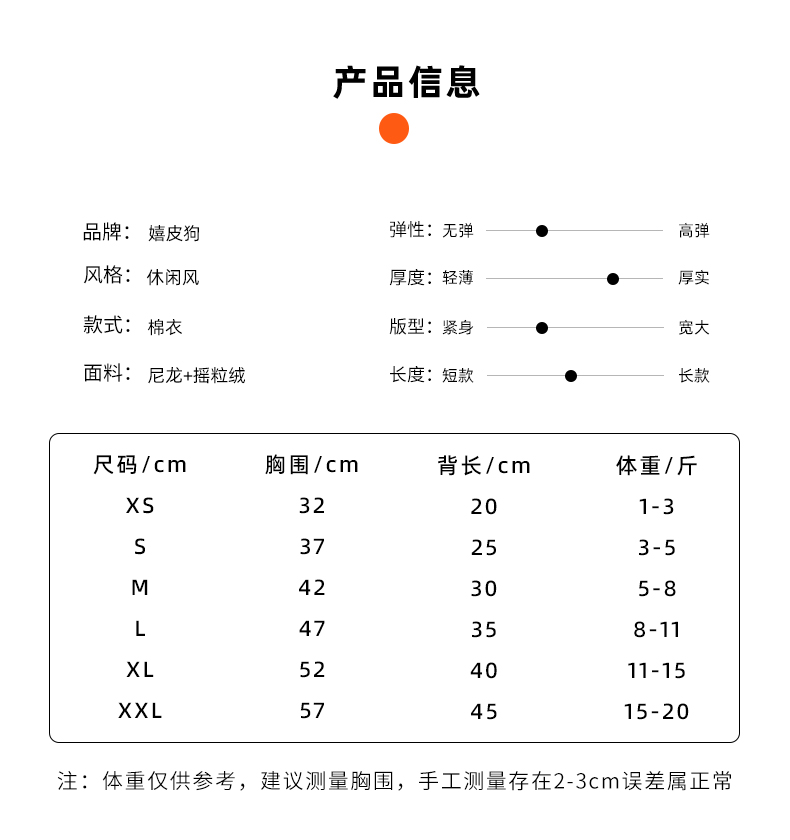 产品信息
品牌： 嬉皮狗
弹性：无弹 高弹
风格： 休闲风
厚度：轻薄 厚实
款式： 棉衣
版型：紧身 宽大
面料： 尼龙+摇粒绒
长度：短款 长款
尺码/cm 胸围/cm 背长/cm 体重/斤
XS 32 20 1-3
S 37 25 3-5
M 42 30 5-8
L 47 35 8-11
XL 52 40 11-15
XXL 57 45 15-20
注：体重仅供参考，建议测量胸围，手工测量存在2-3cm误差属正常